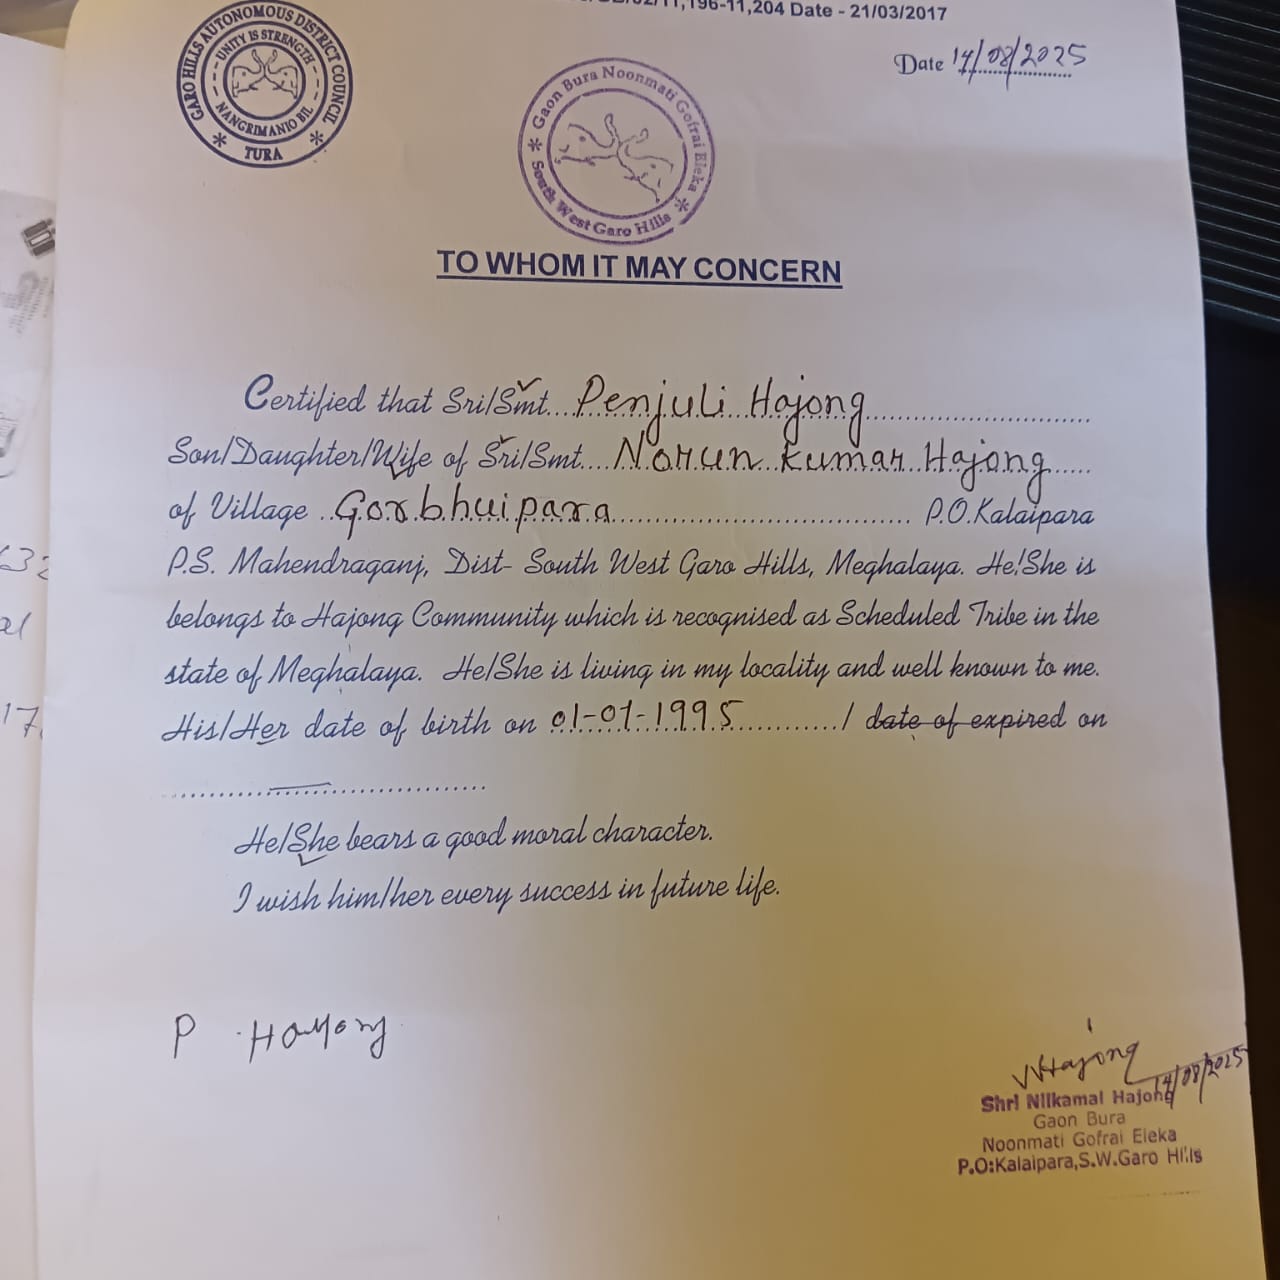 11,196-11,204 Date - 21/03/2017
GARO HILLS AUTONOMOUS DISTRICT COUNCIL
UNITY IS STRENGTH
NANGRIMANIO BIL
* TURA *
Date 14/08/2025
Gaon Bura Noonmati Gofrai Eleka
* South West Garo Hills *
TO WHOM IT MAY CONCERN
Certified that Sri/Smt. Penjuli Hajong
Son/Daughter/Wife of Sri/Smt. Norun Kumar Hajong
of Village Gorbhuipara P.O.Kalaipara
P.S. Mahendraganj, Dist- South West Garo Hills, Meghalaya. He/She is
belongs to Hajong Community which is recognised as Scheduled Tribe in the
state of Meghalaya. He/She is living in my locality and well known to me.
His/Her date of birth on 01-01-1995 / date of expired on
He/She bears a good moral character.
I wish him/her every success in future life.
P Hajong
NHajong
14/08/2025
Shri Nilkamal Hajong
Gaon Bura
Noonmati Gofrai Eleka
P.O:Kalaipara,S.W.Garo Hills